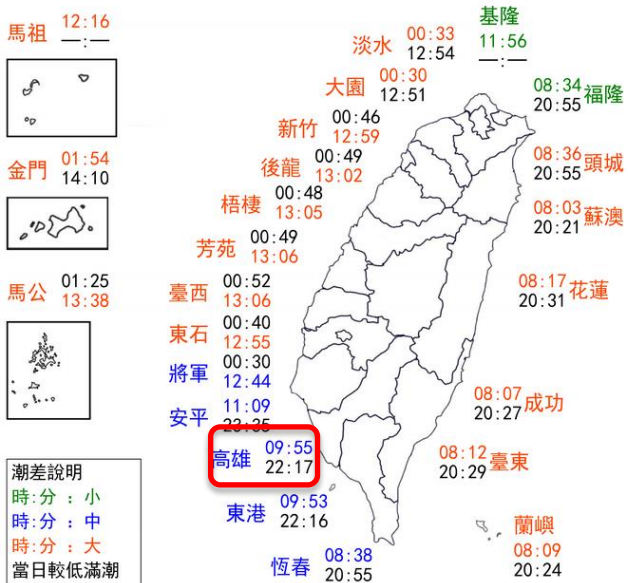 馬祖 12:16
—:—
基隆
11:56
—:—
淡水 00:33
12:54
大園 00:30
12:51
新竹 00:46
12:59
後龍 00:49
13:02
梧棲 00:48
13:05
芳苑 00:49
13:06
臺西 00:52
13:06
東石 00:40
12:55
將軍 00:30
12:44
安平 11:09
23:35
高雄 09:55
22:17
東港 09:53
22:16
恆春 08:38
20:55
金門 01:54
14:10
馬公 01:25
13:38
08:34 福隆
20:55
08:36 頭城
20:55
08:03 蘇澳
20:21
08:17 花蓮
20:31
08:07 成功
20:27
08:12 臺東
20:29
蘭嶼
08:09
20:24
潮差說明
時:分 : 小
時:分 : 中
時:分 : 大
當日較低滿潮